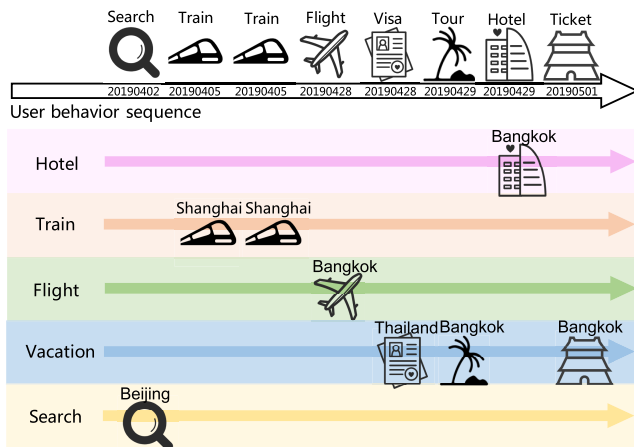 Search Train Train Flight Visa Tour Hotel Ticket
20190402 20190405 20190405 20190428 20190428 20190429 20190429 20190501
User behavior sequence
Bangkok
Hotel
Shanghai Shanghai
Train
Bangkok
Flight
Thailand Bangkok Bangkok
Vacation
Beijing
Search